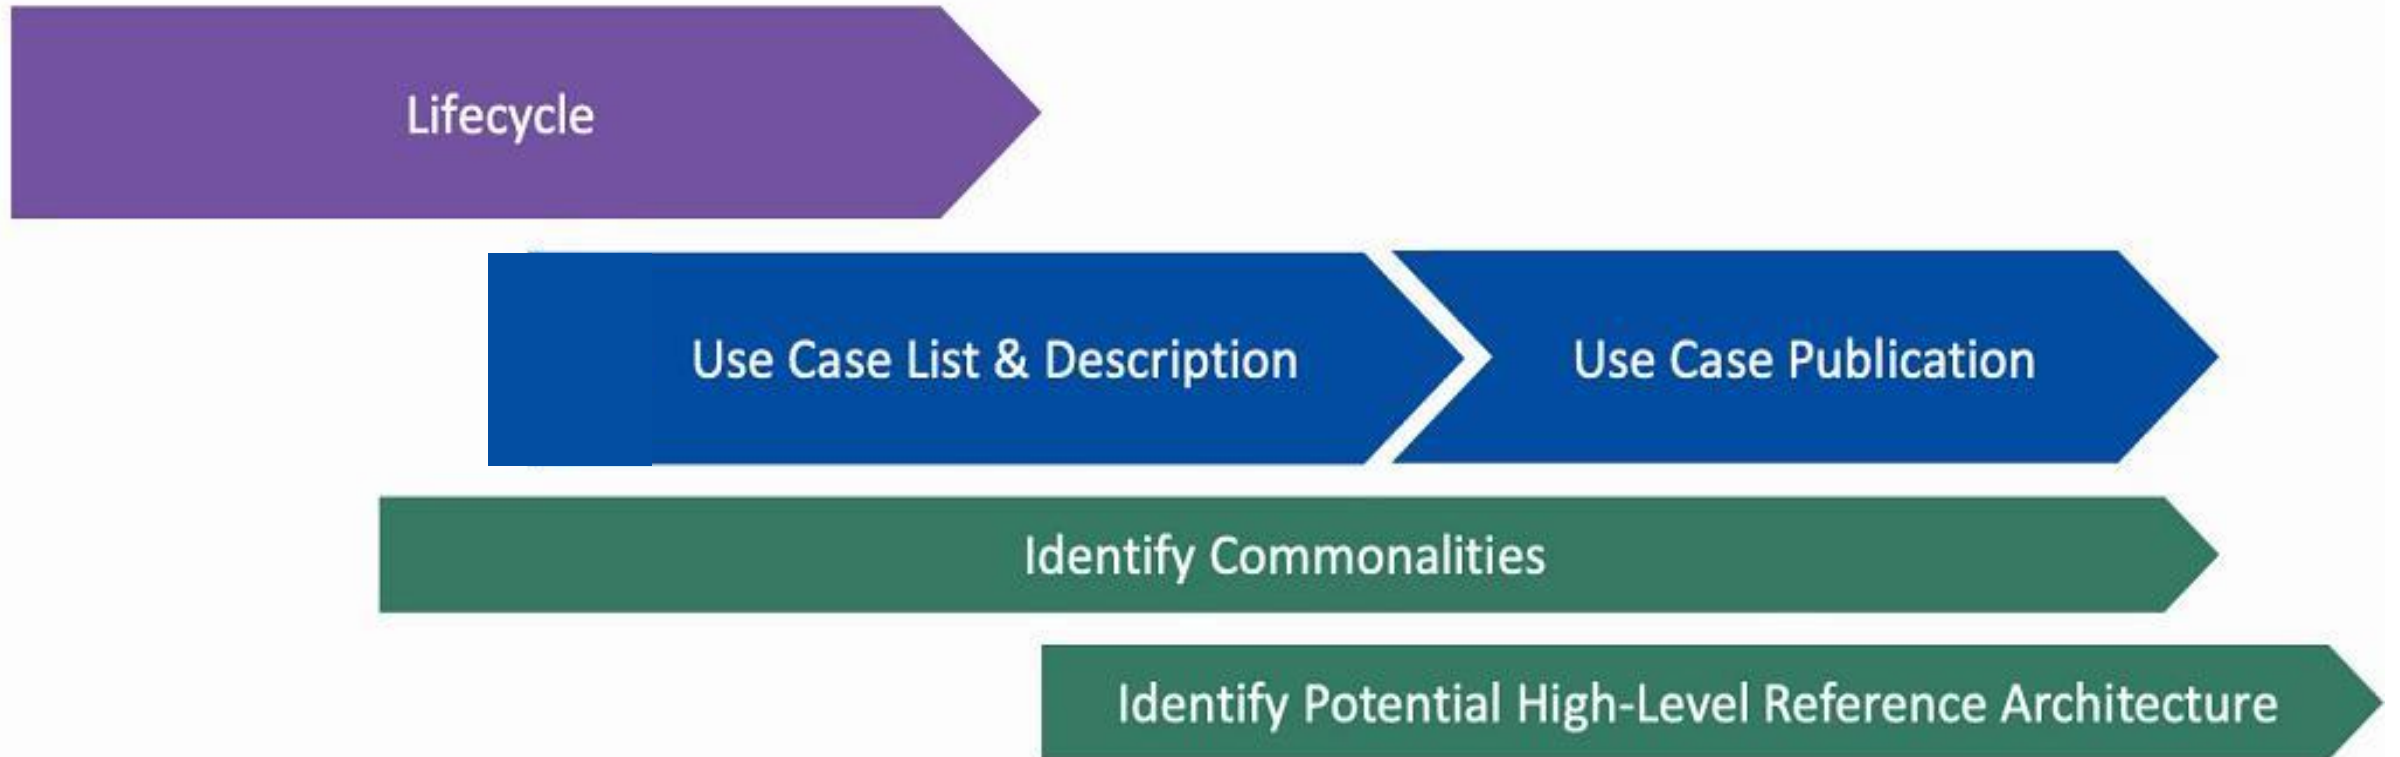 Lifecycle
Use Case List & Description
Use Case Publication
Identify Commonalities
Identify Potential High-Level Reference Architecture